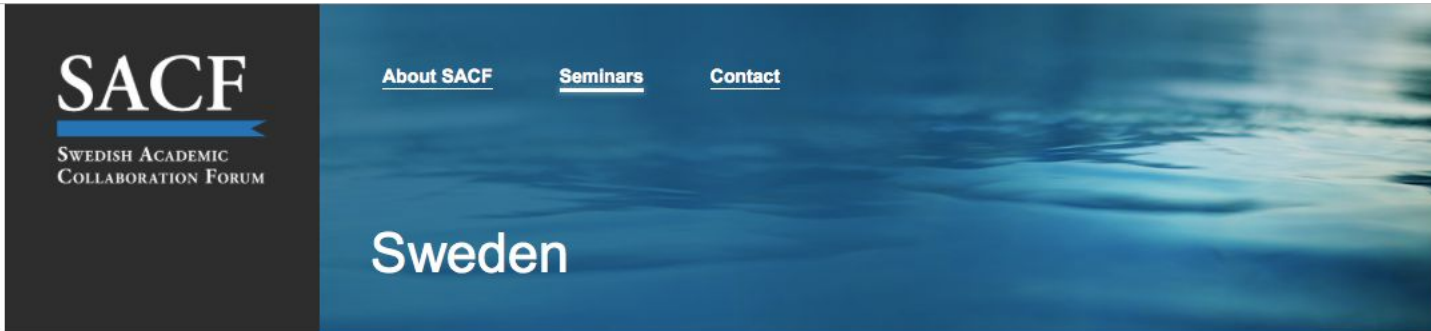 SACF
SWEDISH ACADEMIC
COLLABORATION FORUM
About SACF
Seminars
Contact
Sweden